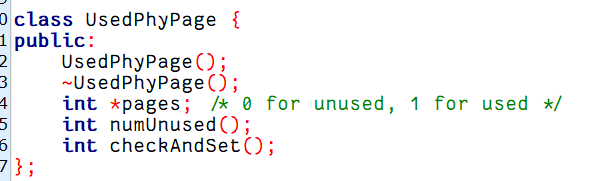 0 class UsedPhyPage {
1 public:
2     UsedPhyPage();
3     ~UsedPhyPage();
4     int *pages; /* 0 for unused, 1 for used */
5     int numUnused();
6     int checkAndSet();
7 };